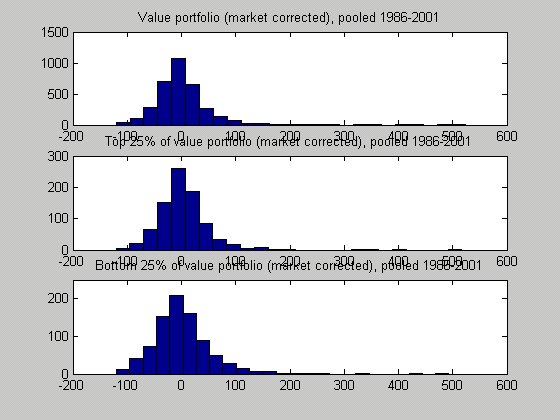 Value portfolio (market corrected), pooled 1986-2001
1500
1000
500
0
-200 -100 0 100 200 300 400 500 600
Top 25% of value portfolio (market corrected), pooled 1986-2001
300
200
100
0
-200 -100 0 100 200 300 400 500 600
Bottom 25% of value portfolio (market corrected), pooled 1986-2001
200
100
0
-200 -100 0 100 200 300 400 500 600